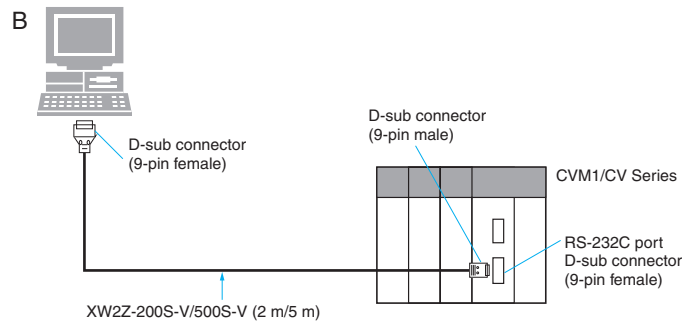 B
D-sub connector
(9-pin female)
D-sub connector
(9-pin male)
CVM1/CV Series
RS-232C port
D-sub connector
(9-pin female)
XW2Z-200S-V/500S-V (2 m/5 m)